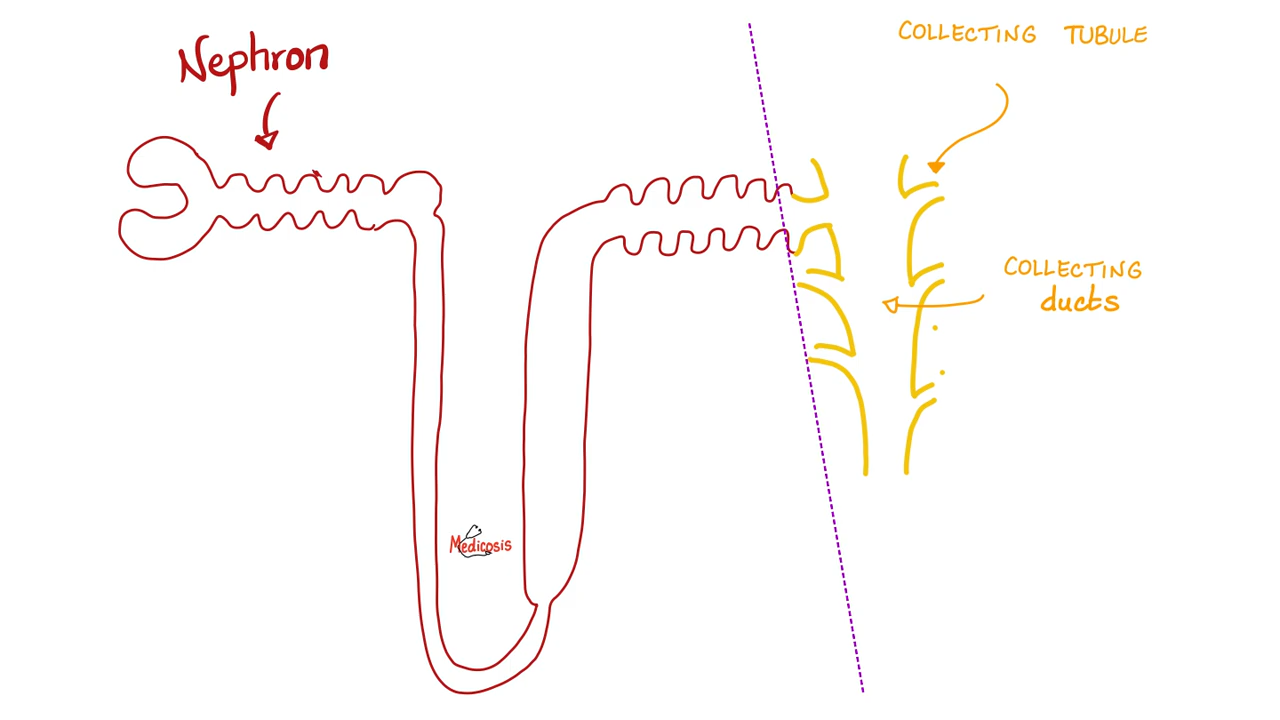 Nephron
COLLECTING TUBULE
COLLECTING
ducts
Medicosis